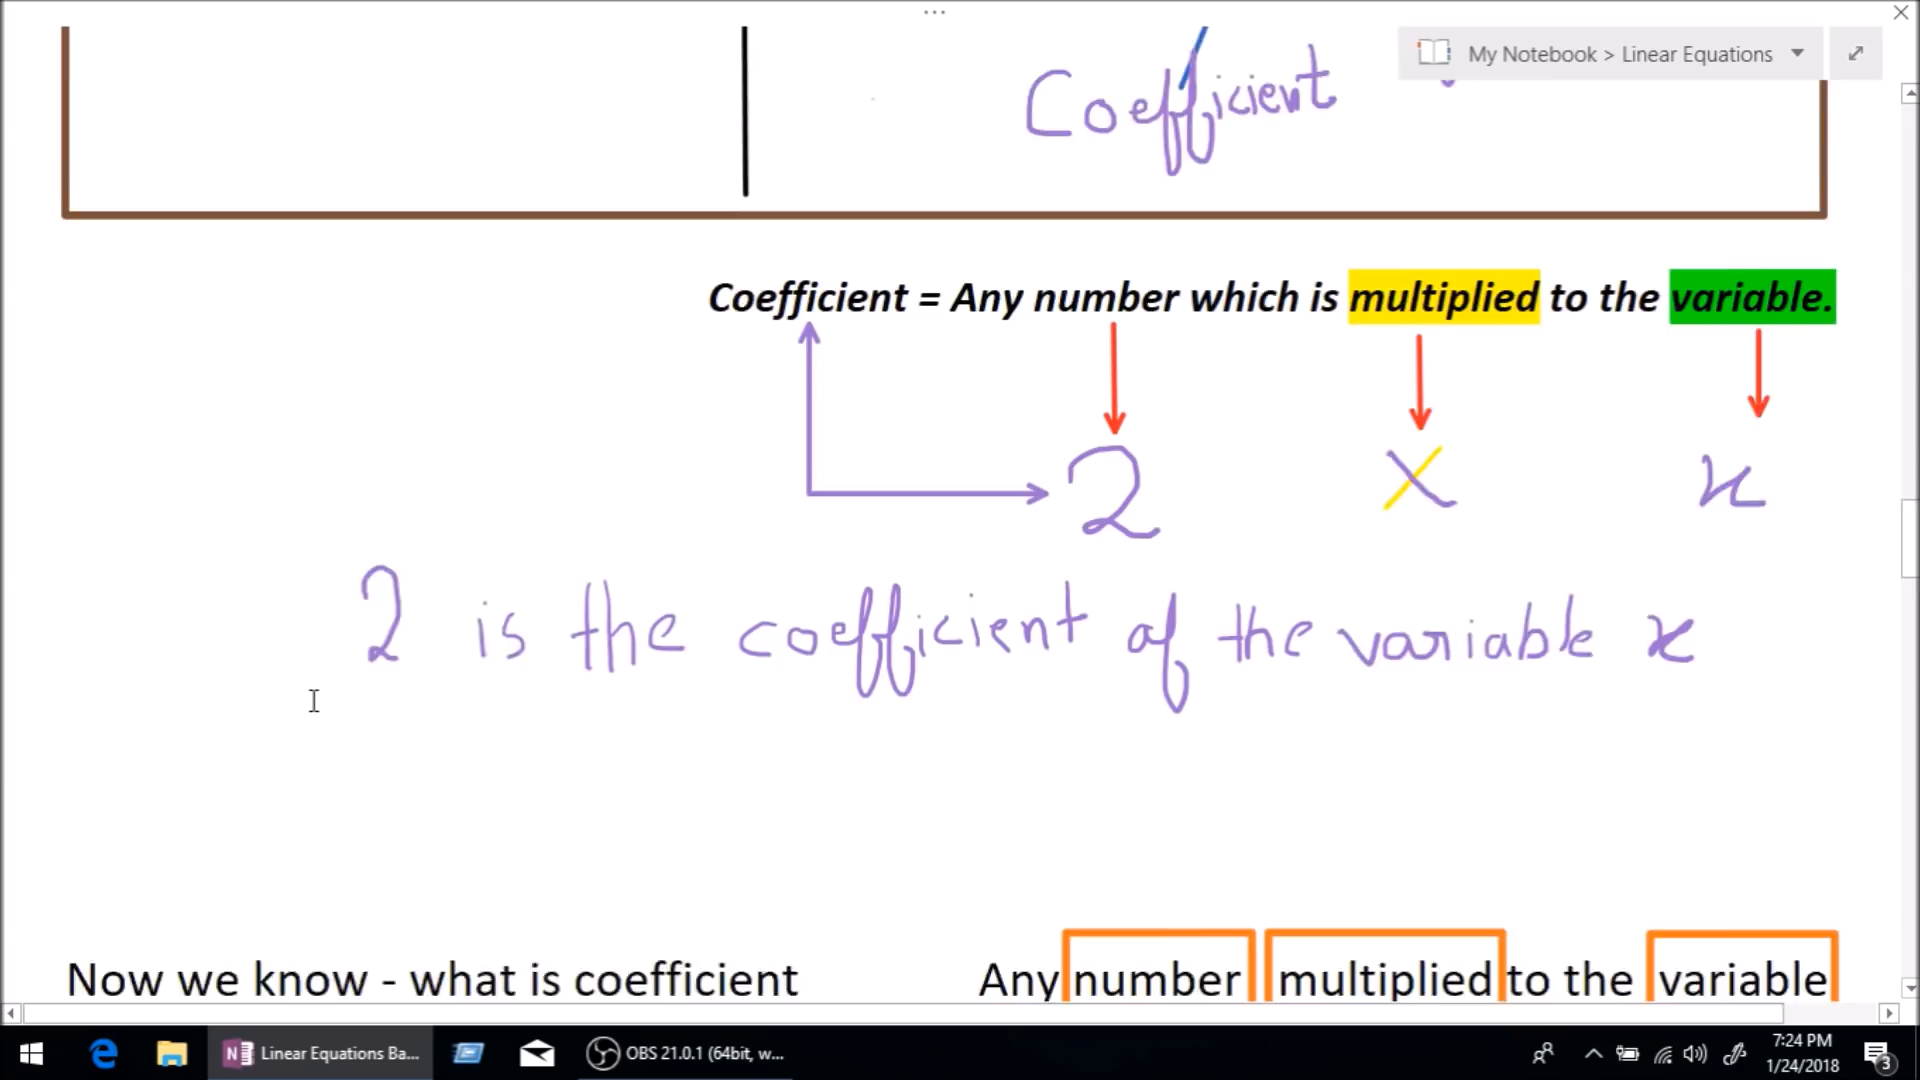 My Notebook > Linear Equations
Coefficient
Coefficient = Any number which is multiplied to the variable.
2 X x
2 is the coefficient of the variable x
Now we know - what is coefficient Any number multiplied to the variable
Linear Equations Ba... OBS 21.0.1 (64bit, w... 7:24 PM
1/24/2018 3